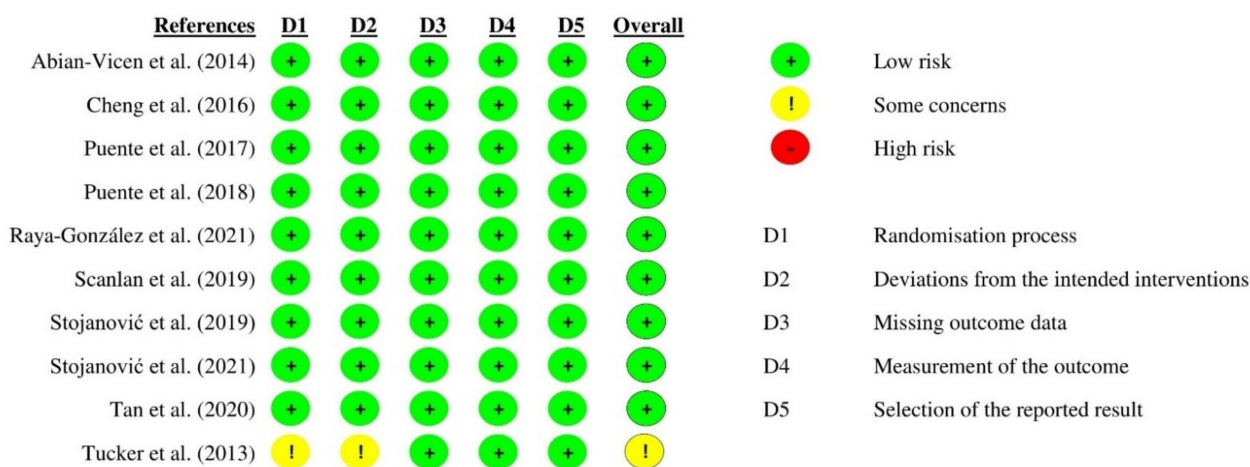 References D1 D2 D3 D4 D5 Overall
Abian-Vicen et al. (2014) + + + + + + + Low risk
Cheng et al. (2016) + + + + + + ! Some concerns
Puente et al. (2017) + + + + + + - High risk
Puente et al. (2018) + + + + + +
Raya-González et al. (2021) + + + + + + D1 Randomisation process
Scanlan et al. (2019) + + + + + + D2 Deviations from the intended interventions
Stojanović et al. (2019) + + + + + + D3 Missing outcome data
Stojanović et al. (2021) + + + + + + D4 Measurement of the outcome
Tan et al. (2020) + + + + + + D5 Selection of the reported result
Tucker et al. (2013) ! ! + + + !